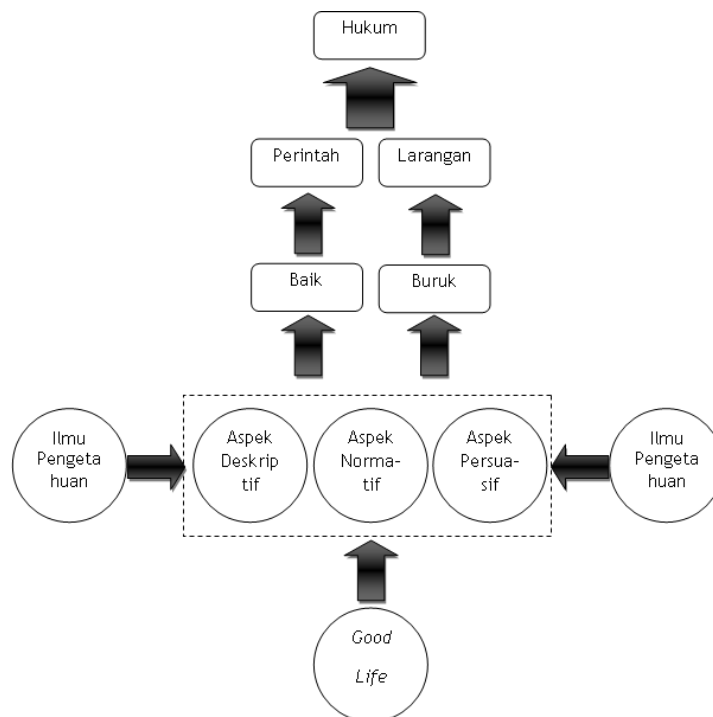 Hukum
Perintah
Larangan
Baik
Buruk
Ilmu
Pengeta
huan
Aspek
Deskrip
tif
Aspek
Norma-
tif
Aspek
Persua-
sif
Ilmu
Pengeta
huan
Good
Life